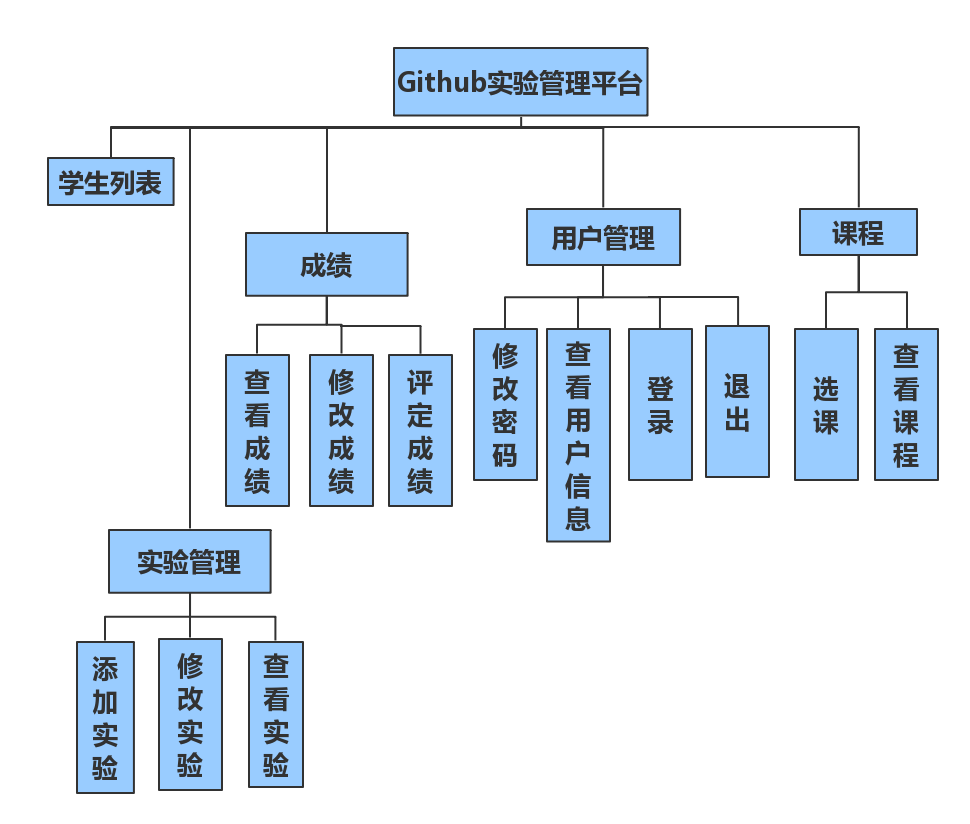 Github实验管理平台
学生列表
成绩
用户管理
课程
查看成绩
修改成绩
评定成绩
修改密码
查看用户信息
登录
退出
选课
查看课程
实验管理
添加实验
修改实验
查看实验